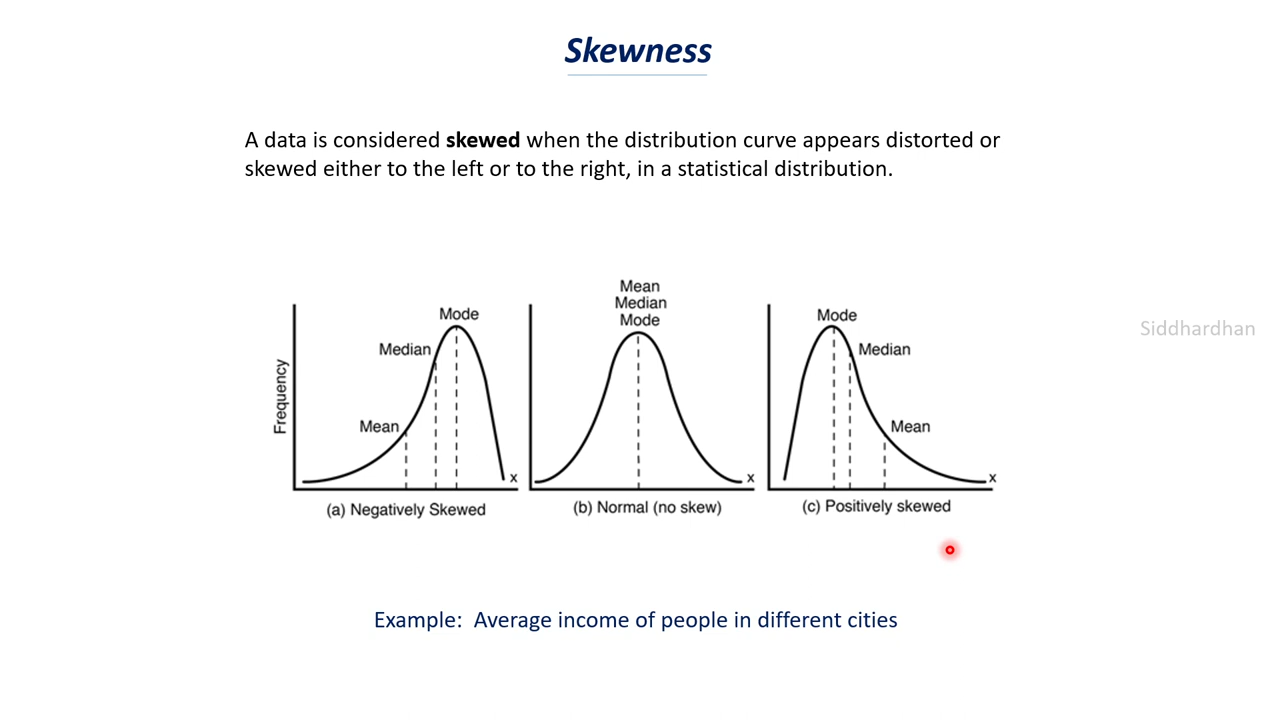 Skewness
A data is considered skewed when the distribution curve appears distorted or
skewed either to the left or to the right, in a statistical distribution.
Mean
Median
Mode
Mode
Mode
Median
Median
Frequency
Mean
Mean
x
x
x
(a) Negatively Skewed
(b) Normal (no skew)
(c) Positively skewed
Siddhardhan
Example:  Average income of people in different cities